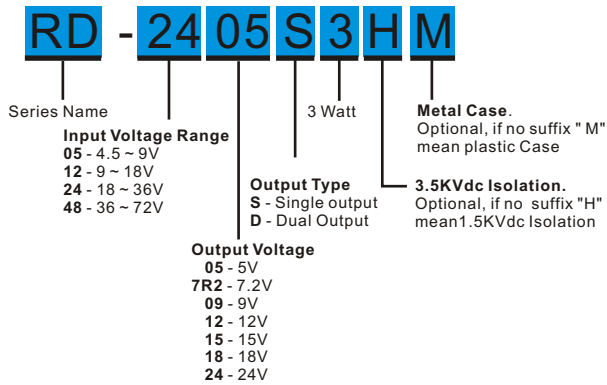 RD - 24 05 S 3 H M
Series Name
Input Voltage Range
05 - 4.5 ~ 9V
12 - 9 ~ 18V
24 - 18 ~ 36V
48 - 36 ~ 72V
Output Voltage
05 - 5V
7R2 - 7.2V
09 - 9V
12 - 12V
15 - 15V
18 - 18V
24 - 24V
Output Type
S - Single output
D - Dual Output
3 Watt
Metal Case.
Optional, if no suffix " M"
mean plastic Case
3.5KVdc Isolation.
Optional, if no suffix "H"
mean1.5KVdc Isolation